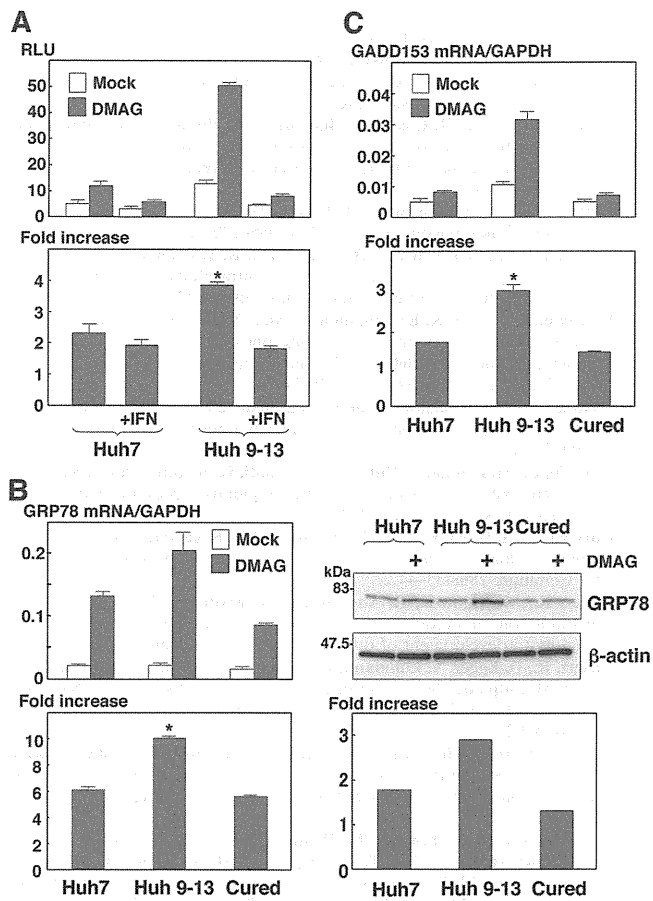 A
RLU
Mock
DMAG
50
40
30
20
10
0
Fold increase
*
4
3
2
1
0
+IFN
+IFN
Huh7
Huh 9-13
C
GADD153 mRNA/GAPDH
Mock
DMAG
0.04
0.03
0.02
0.01
0
Fold increase
*
3
2
1
0
Huh7
Huh 9-13
Cured
B
GRP78 mRNA/GAPDH
Mock
DMAG
0.2
0.1
0
Fold increase
*
10
8
6
4
2
0
Huh7
Huh 9-13
Cured
Huh7
Huh 9-13
Cured
+
+
+
DMAG
kDa
83
GRP78
47.5
β-actin
Fold increase
3
2
1
0
Huh7
Huh 9-13
Cured